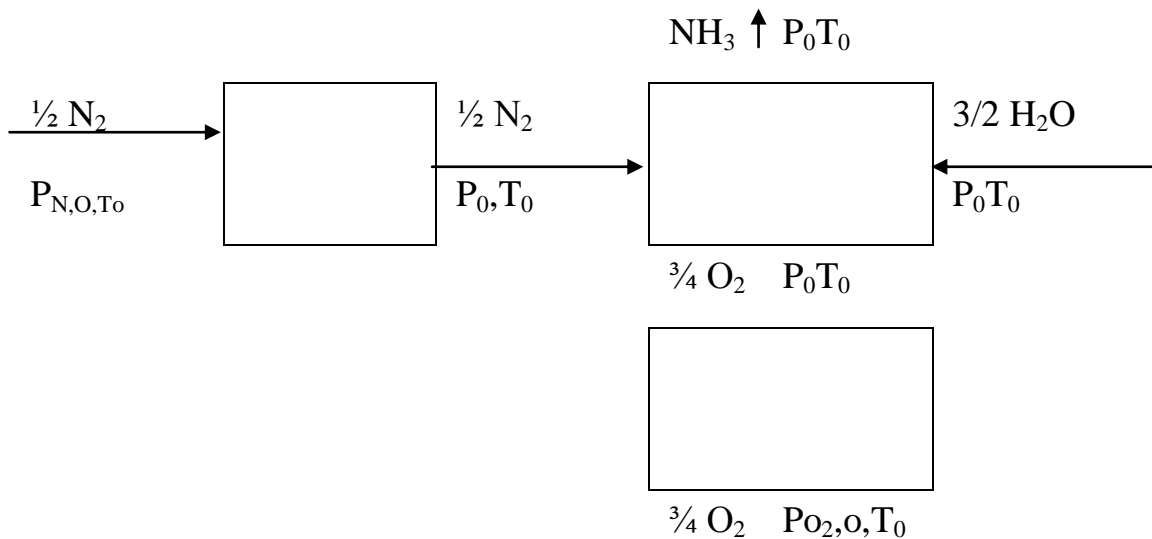 NH₃ ↑ P₀T₀
½ N₂ ½ N₂ 3/2 H₂O
P_N,O,To P₀,T₀ P₀T₀
¾ O₂ P₀T₀
¾ O₂ Po₂,o,T₀